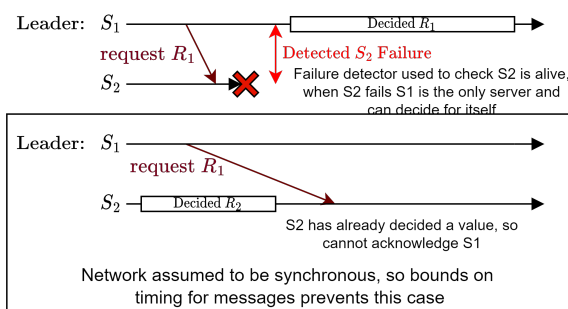 Leader: S₁ Decided R₁
request R₁ Detected S₂ Failure
S₂ Failure detector used to check S2 is alive,
when S2 fails S1 is the only server and
can decide for itself
Leader: S₁
request R₁
S₂ Decided R₂
S2 has already decided a value, so
cannot acknowledge S1
Network assumed to be synchronous, so bounds on
timing for messages prevents this case